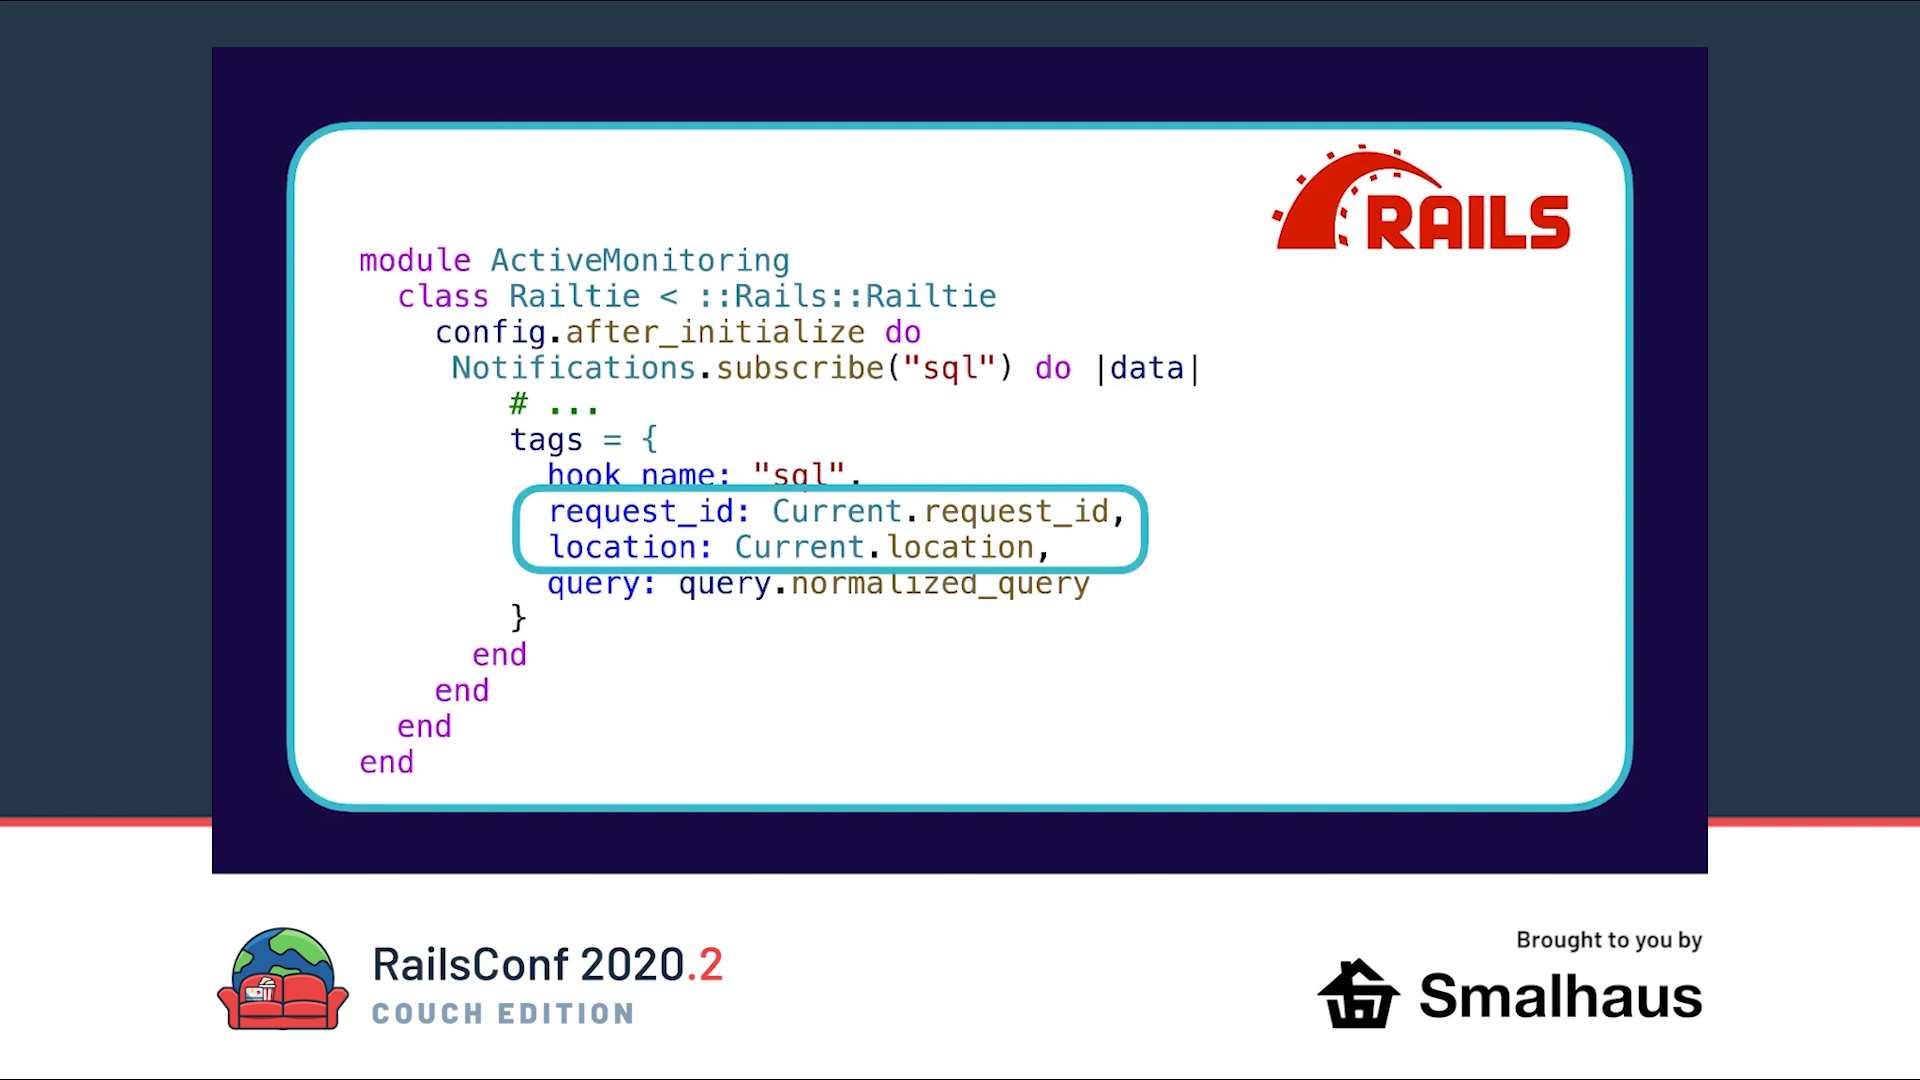 RAILS
module ActiveMonitoring
  class Railtie < ::Rails::Railtie
    config.after_initialize do
     Notifications.subscribe("sql") do |data|
        # ...
        tags = {
          hook_name: "sql",
          request_id: Current.request_id,
          location: Current.location,
          query: query.normalized_query
        }
      end
    end
  end
end
RailsConf 2020.2
COUCH EDITION
Brought to you by
Smalhaus